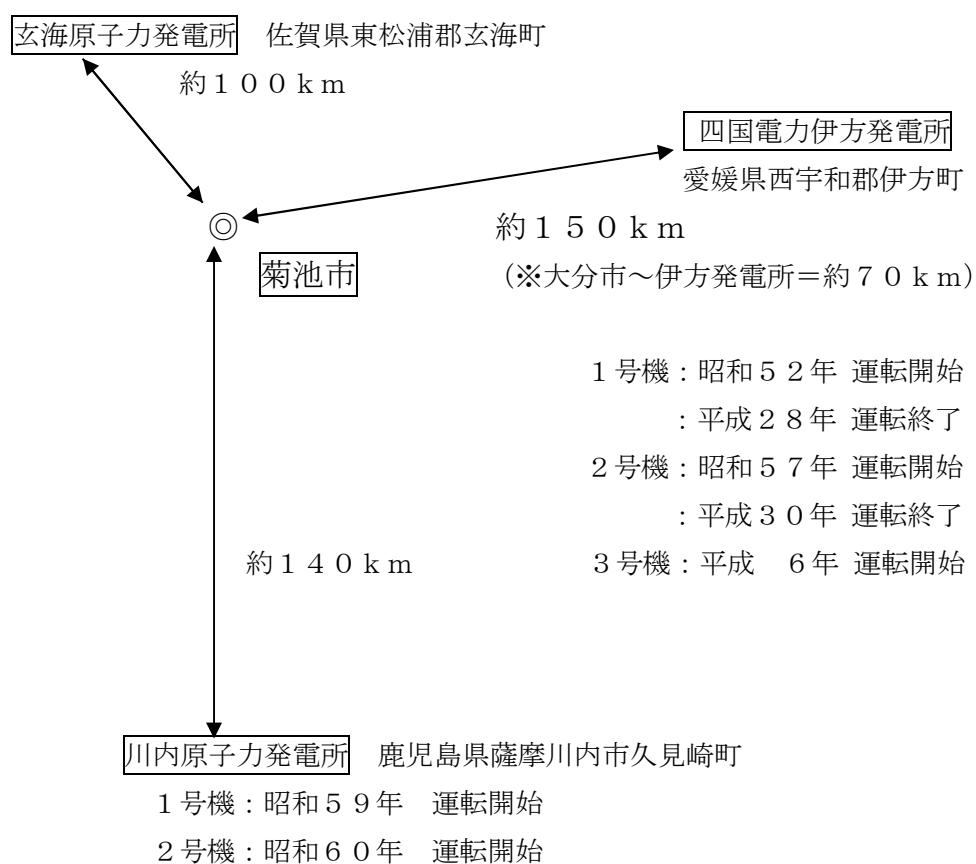 玄海原子力発電所 佐賀県東松浦郡玄海町
約１００ｋｍ
四国電力伊方発電所
愛媛県西宇和郡伊方町
◎
約１５０ｋｍ
菊池市
（※大分市～伊方発電所＝約７０ｋｍ）
１号機：昭和５２年 運転開始
：平成２８年 運転終了
２号機：昭和５７年 運転開始
：平成３０年 運転終了
約１４０ｋｍ
３号機：平成　６年 運転開始
川内原子力発電所 鹿児島県薩摩川内市久見崎町
１号機：昭和５９年　運転開始
２号機：昭和６０年　運転開始